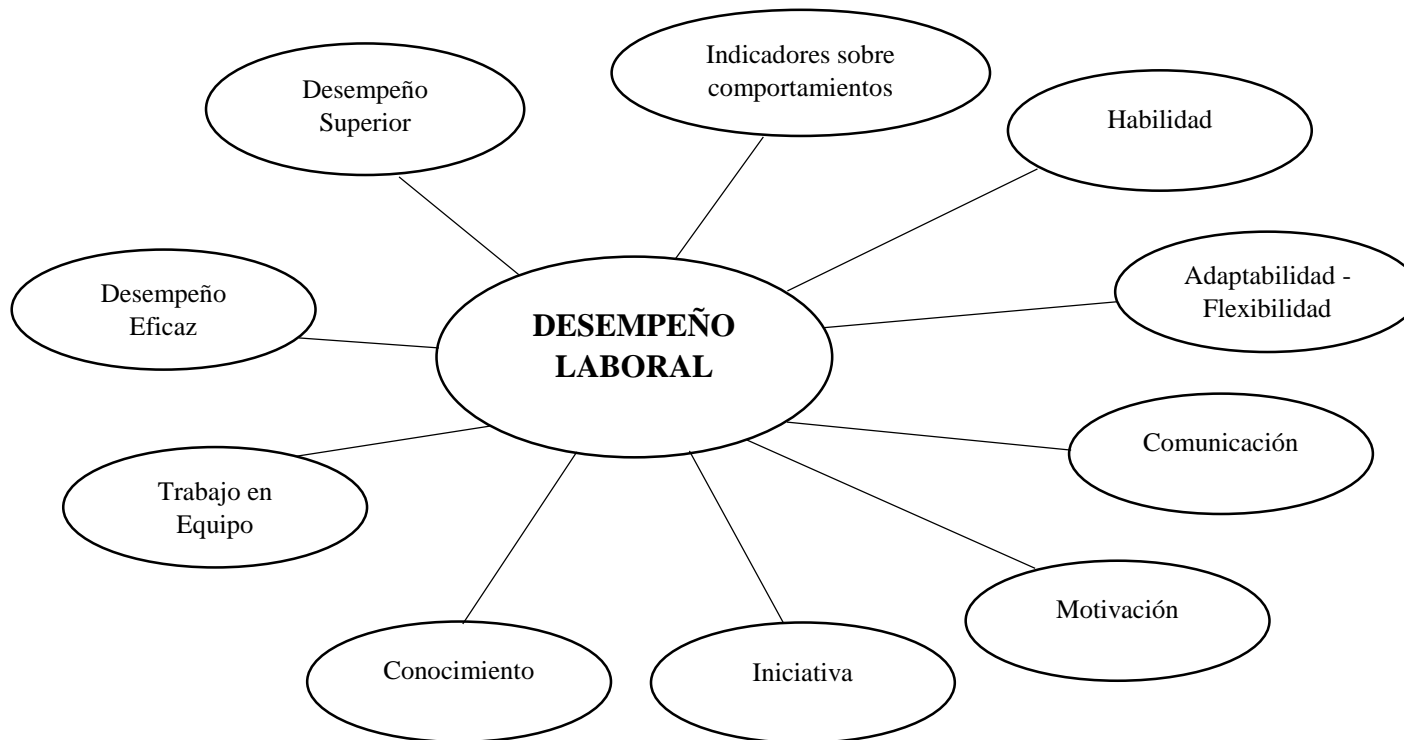 Indicadores sobre
comportamientos
Desempeño
Superior
Habilidad
Adaptabilidad -
Flexibilidad
Desempeño
Eficaz
DESEMPEÑO
LABORAL
Comunicación
Trabajo en
Equipo
Motivación
Conocimiento
Iniciativa